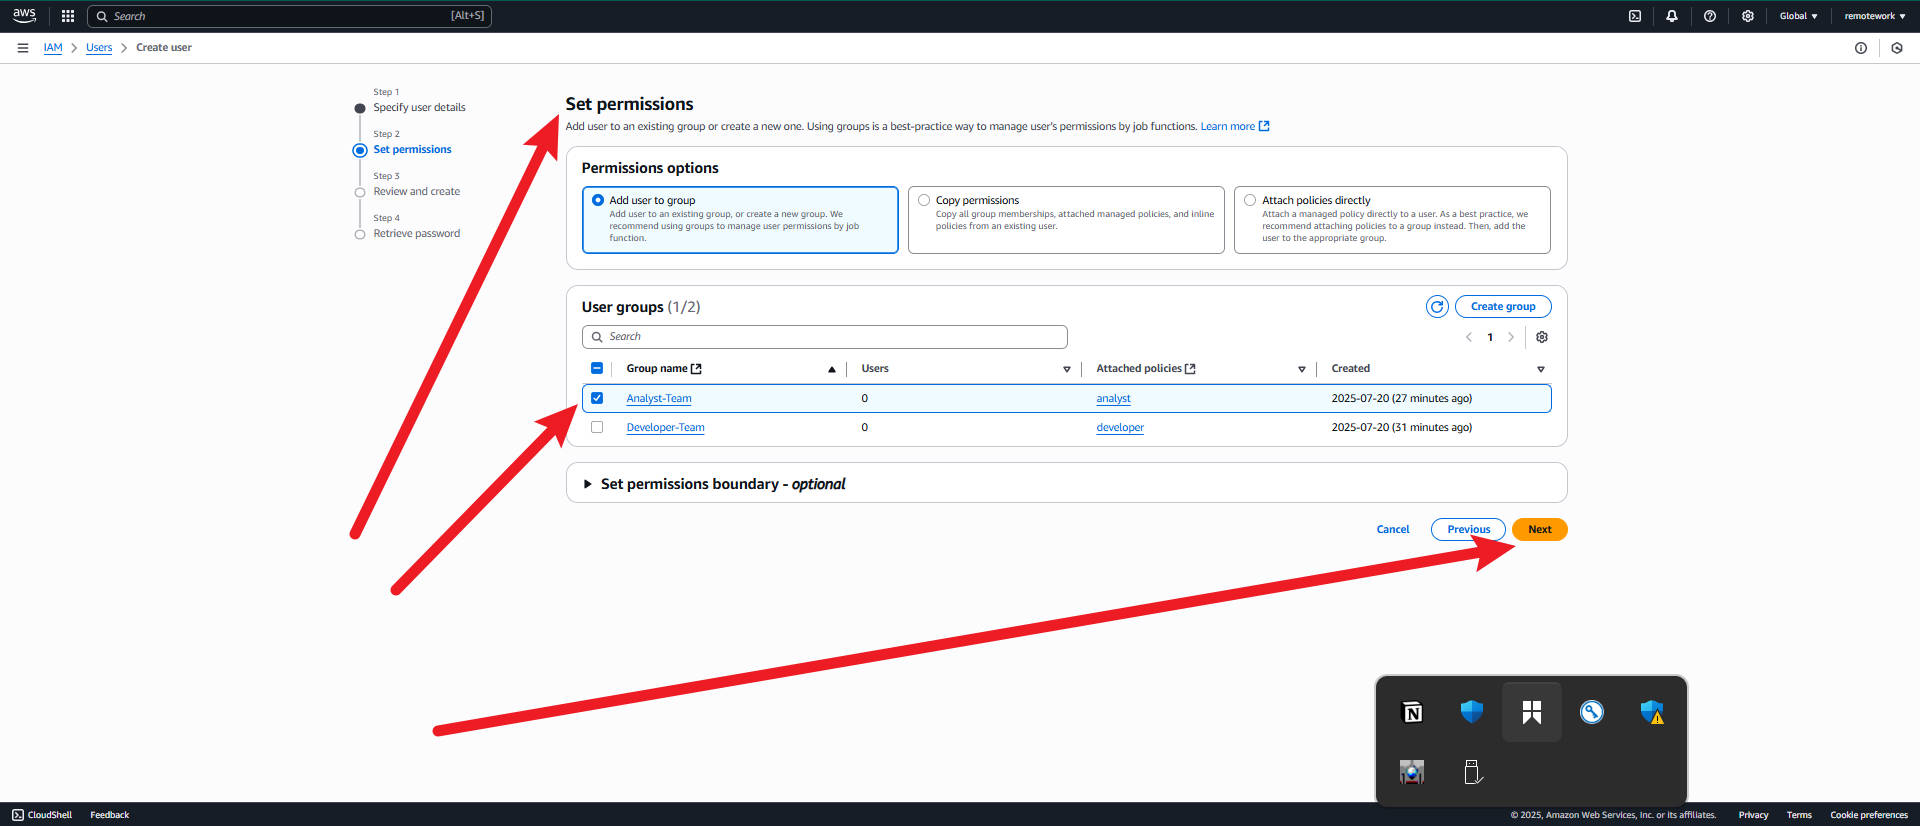 aws
Search
[Alt+S]
Global
remotework
IAM
Users
Create user
Step 1
Specify user details
Step 2
Set permissions
Step 3
Review and create
Step 4
Retrieve password
Set permissions
Add user to an existing group or create a new one. Using groups is a best-practice way to manage user's permissions by job functions. Learn more
Permissions options
Add user to group
Add user to an existing group, or create a new group. We
recommend using groups to manage user permissions by job
function.
Copy permissions
Copy all group memberships, attached managed policies, and inline
policies from an existing user.
Attach policies directly
Attach a managed policy directly to a user. As a best practice, we
recommend attaching policies to a group instead. Then, add the
user to the appropriate group.
User groups (1/2)
Create group
Search
1
Group name Users Attached policies Created
Analyst-Team 0 analyst 2025-07-20 (27 minutes ago)
Developer-Team 0 developer 2025-07-20 (31 minutes ago)
Set permissions boundary - optional
Cancel
Previous
Next
N
CloudShell
Feedback
© 2025, Amazon Web Services, Inc. or its affiliates.
Privacy
Terms
Cookie preferences